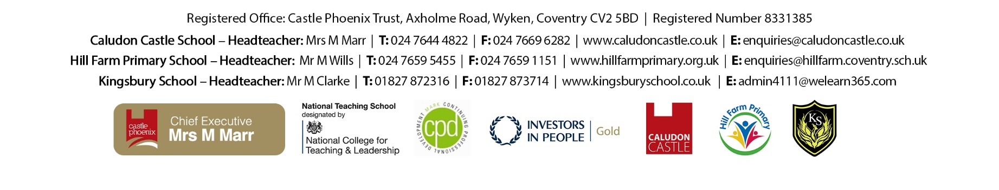 Registered Office: Castle Phoenix Trust, Axholme Road, Wyken, Coventry CV2 5BD | Registered Number 8331385
Caludon Castle School – Headteacher: Mrs M Marr | T: 024 7644 4822 | F: 024 7669 6282 | www.caludoncastle.co.uk | E: enquiries@caludoncastle.co.uk
Hill Farm Primary School – Headteacher: Mr M Wills | T: 024 7659 5455 | F: 024 7659 1151 | www.hillfarmprimary.org.uk | E: enquiries@hillfarm.coventry.sch.uk
Kingsbury School – Headteacher: Mr M Clarke | T: 01827 872316 | F: 01827 873714 | www.kingsburyschool.co.uk | E: admin4111@welearn365.com
castle
phoenix
Chief Executive
Mrs M Marr
National Teaching School
designated by
National College for
Teaching & Leadership
CONTINUING PROFESSIONAL DEVELOPMENT MARK
cpd
INVESTORS
IN PEOPLE
Gold
CALUDON
CASTLE
Hill Farm Primary
KS